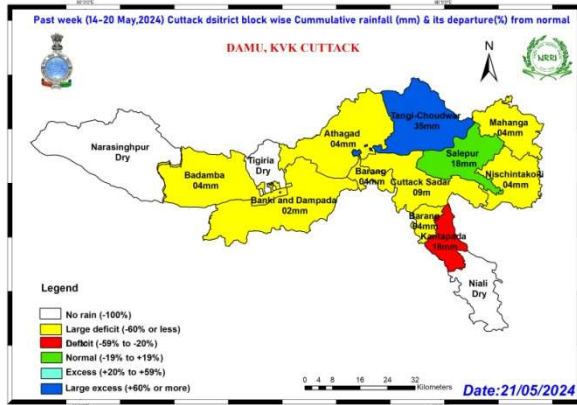 Past week (14-20 May,2024) Cuttack dsitrict block wise Cummulative rainfall (mm) & its departure(%) from normal
DAMU, KVK CUTTACK
N
NRRI
Tangi-Choudwar
35mm
Mahanga
04mm
Athagad
04mm
Narasinghpur
Dry
Tigiria
Dry
Salepur
18mm
Badamba
04mm
Barang
04mm
Cuttack Sadar
09m
Nischintakoili
04mm
Banki and Dampada
02mm
Barang
04mm
Kantapada
18mm
Niali
Dry
Legend
No rain (-100%)
Large deficit (-60% or less)
Deficit (-59% to -20%)
Normal (-19% to +19%)
Excess (+20% to +59%)
Large excess (+60% or more)
0 4 8 16 24 32
Kilometers
Date:21/05/2024